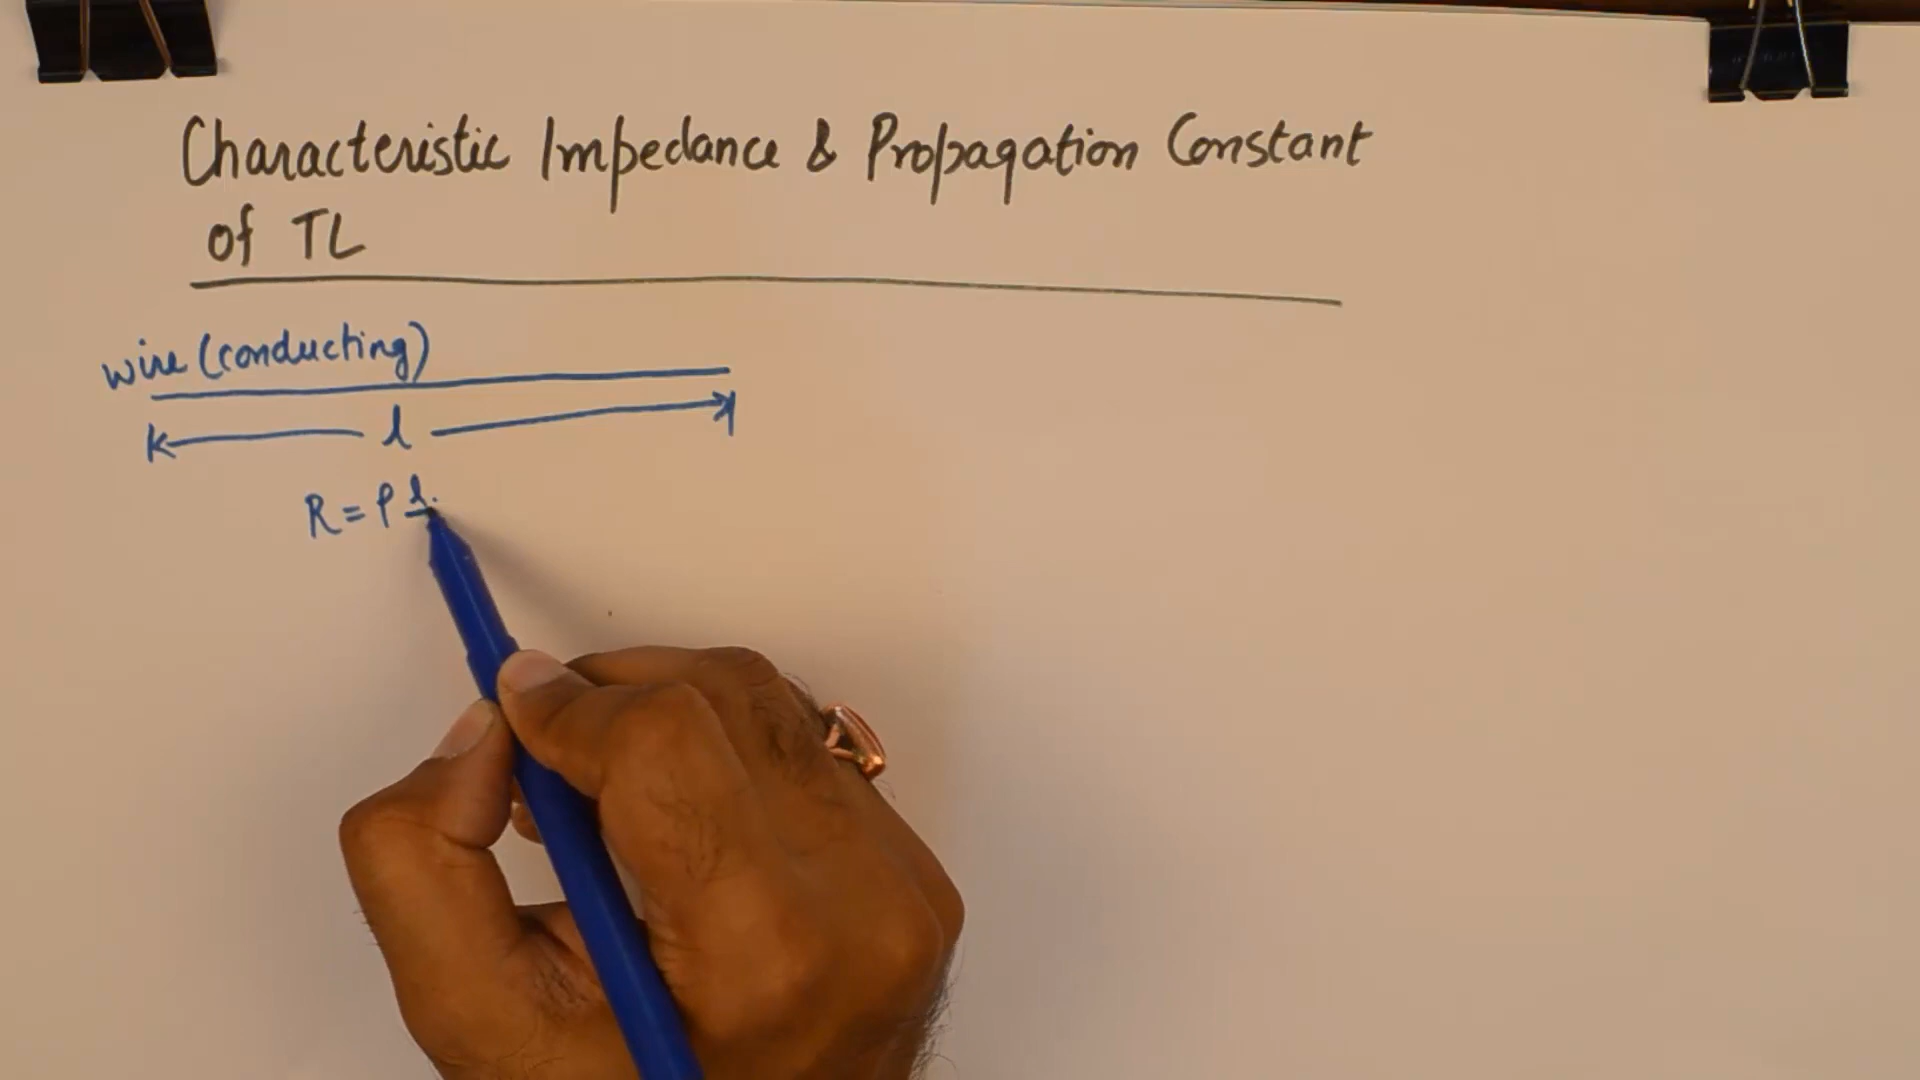 Characteristic Impedance & Propagation Constant
of TL
wire (conducting)
l
R = ρ l